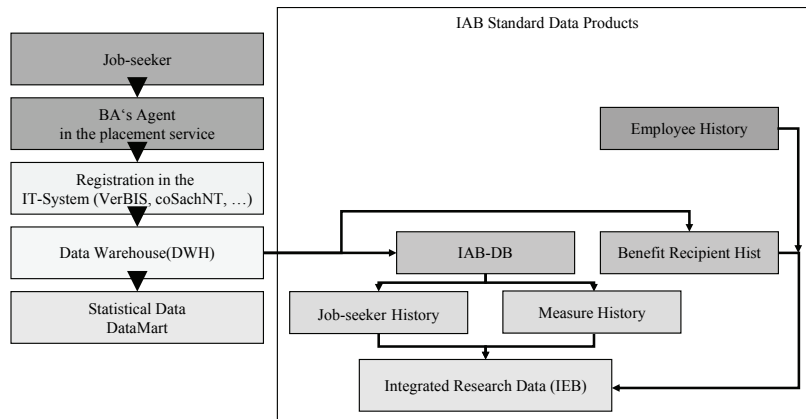 IAB Standard Data Products
Job-seeker
BA‘s Agent
in the placement service
Employee History
Registration in the
IT-System (VerBIS, coSachNT, …)
Data Warehouse(DWH)
IAB-DB
Benefit Recipient Hist
Statistical Data
DataMart
Job-seeker History
Measure History
Integrated Research Data (IEB)